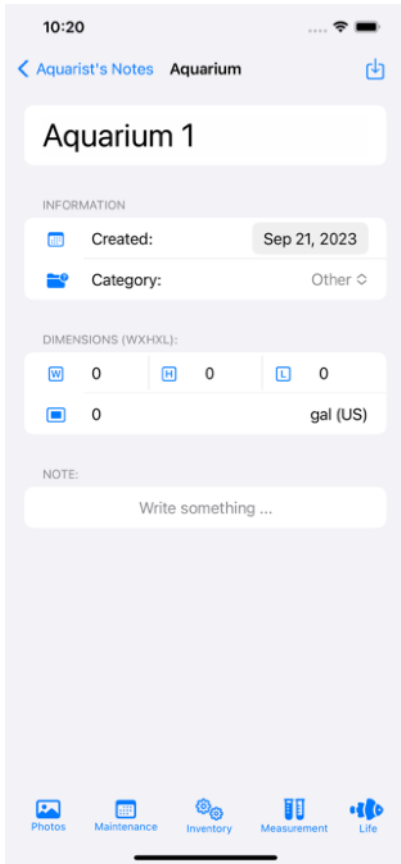 10:20
Aquarist's Notes Aquarium
Aquarium 1
INFORMATION
Created: Sep 21, 2023
Category: Other
DIMENSIONS (WXHXL):
W 0 H 0 L 0
0 gal (US)
NOTE:
Write something ...
Photos Maintenance Inventory Measurement Life